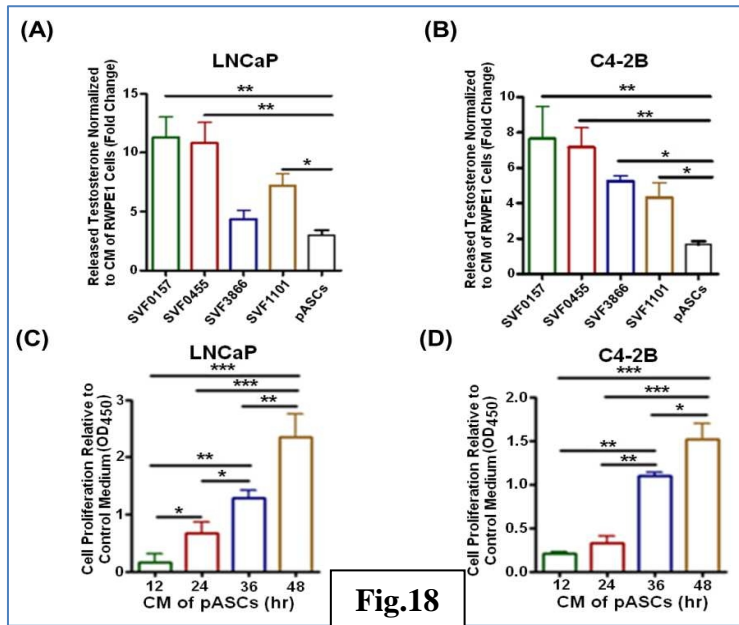 (A)
LNCaP
Released Testosterone Normalized
to CM of RWPE1 Cells (Fold Change)
15
10
5
0
**
**
*
SVF0157
SVF0455
SVF3866
SVF1101
pASCs
(B)
C4-2B
Released Testosterone Normalized
to CM of RWPE1 Cells (Fold Change)
10
8
6
4
2
0
**
**
*
*
SVF0157
SVF0455
SVF3866
SVF1101
pASCs
(C)
LNCaP
Cell Proliferation Relative to
Control Medium (OD450)
3
2
1
0
***
***
**
**
*
*
12 24 36 48
CM of pASCs (hr)
(D)
C4-2B
Cell Proliferation Relative to
Control Medium (OD450)
2.0
1.5
1.0
0.5
0.0
***
***
*
**
**
12 24 36 48
CM of pASCs (hr)
Fig.18